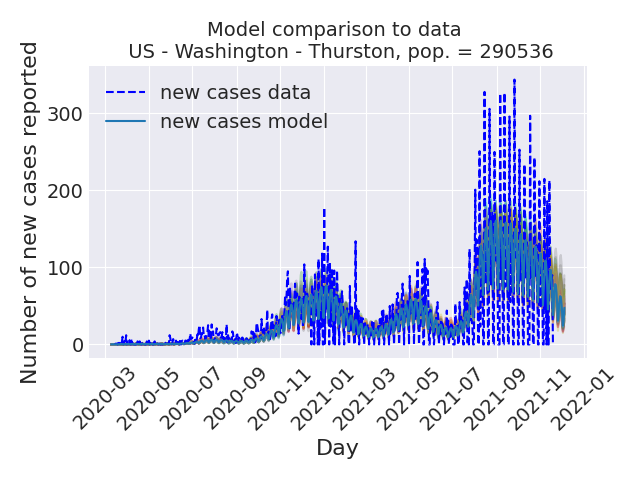 Model comparison to data
US - Washington - Thurston, pop. = 290536
Number of new cases reported
300
200
100
0
new cases data
new cases model
2020-03
2020-05
2020-07
2020-09
2020-11
2021-01
2021-03
2021-05
2021-07
2021-09
2021-11
2022-01
Day